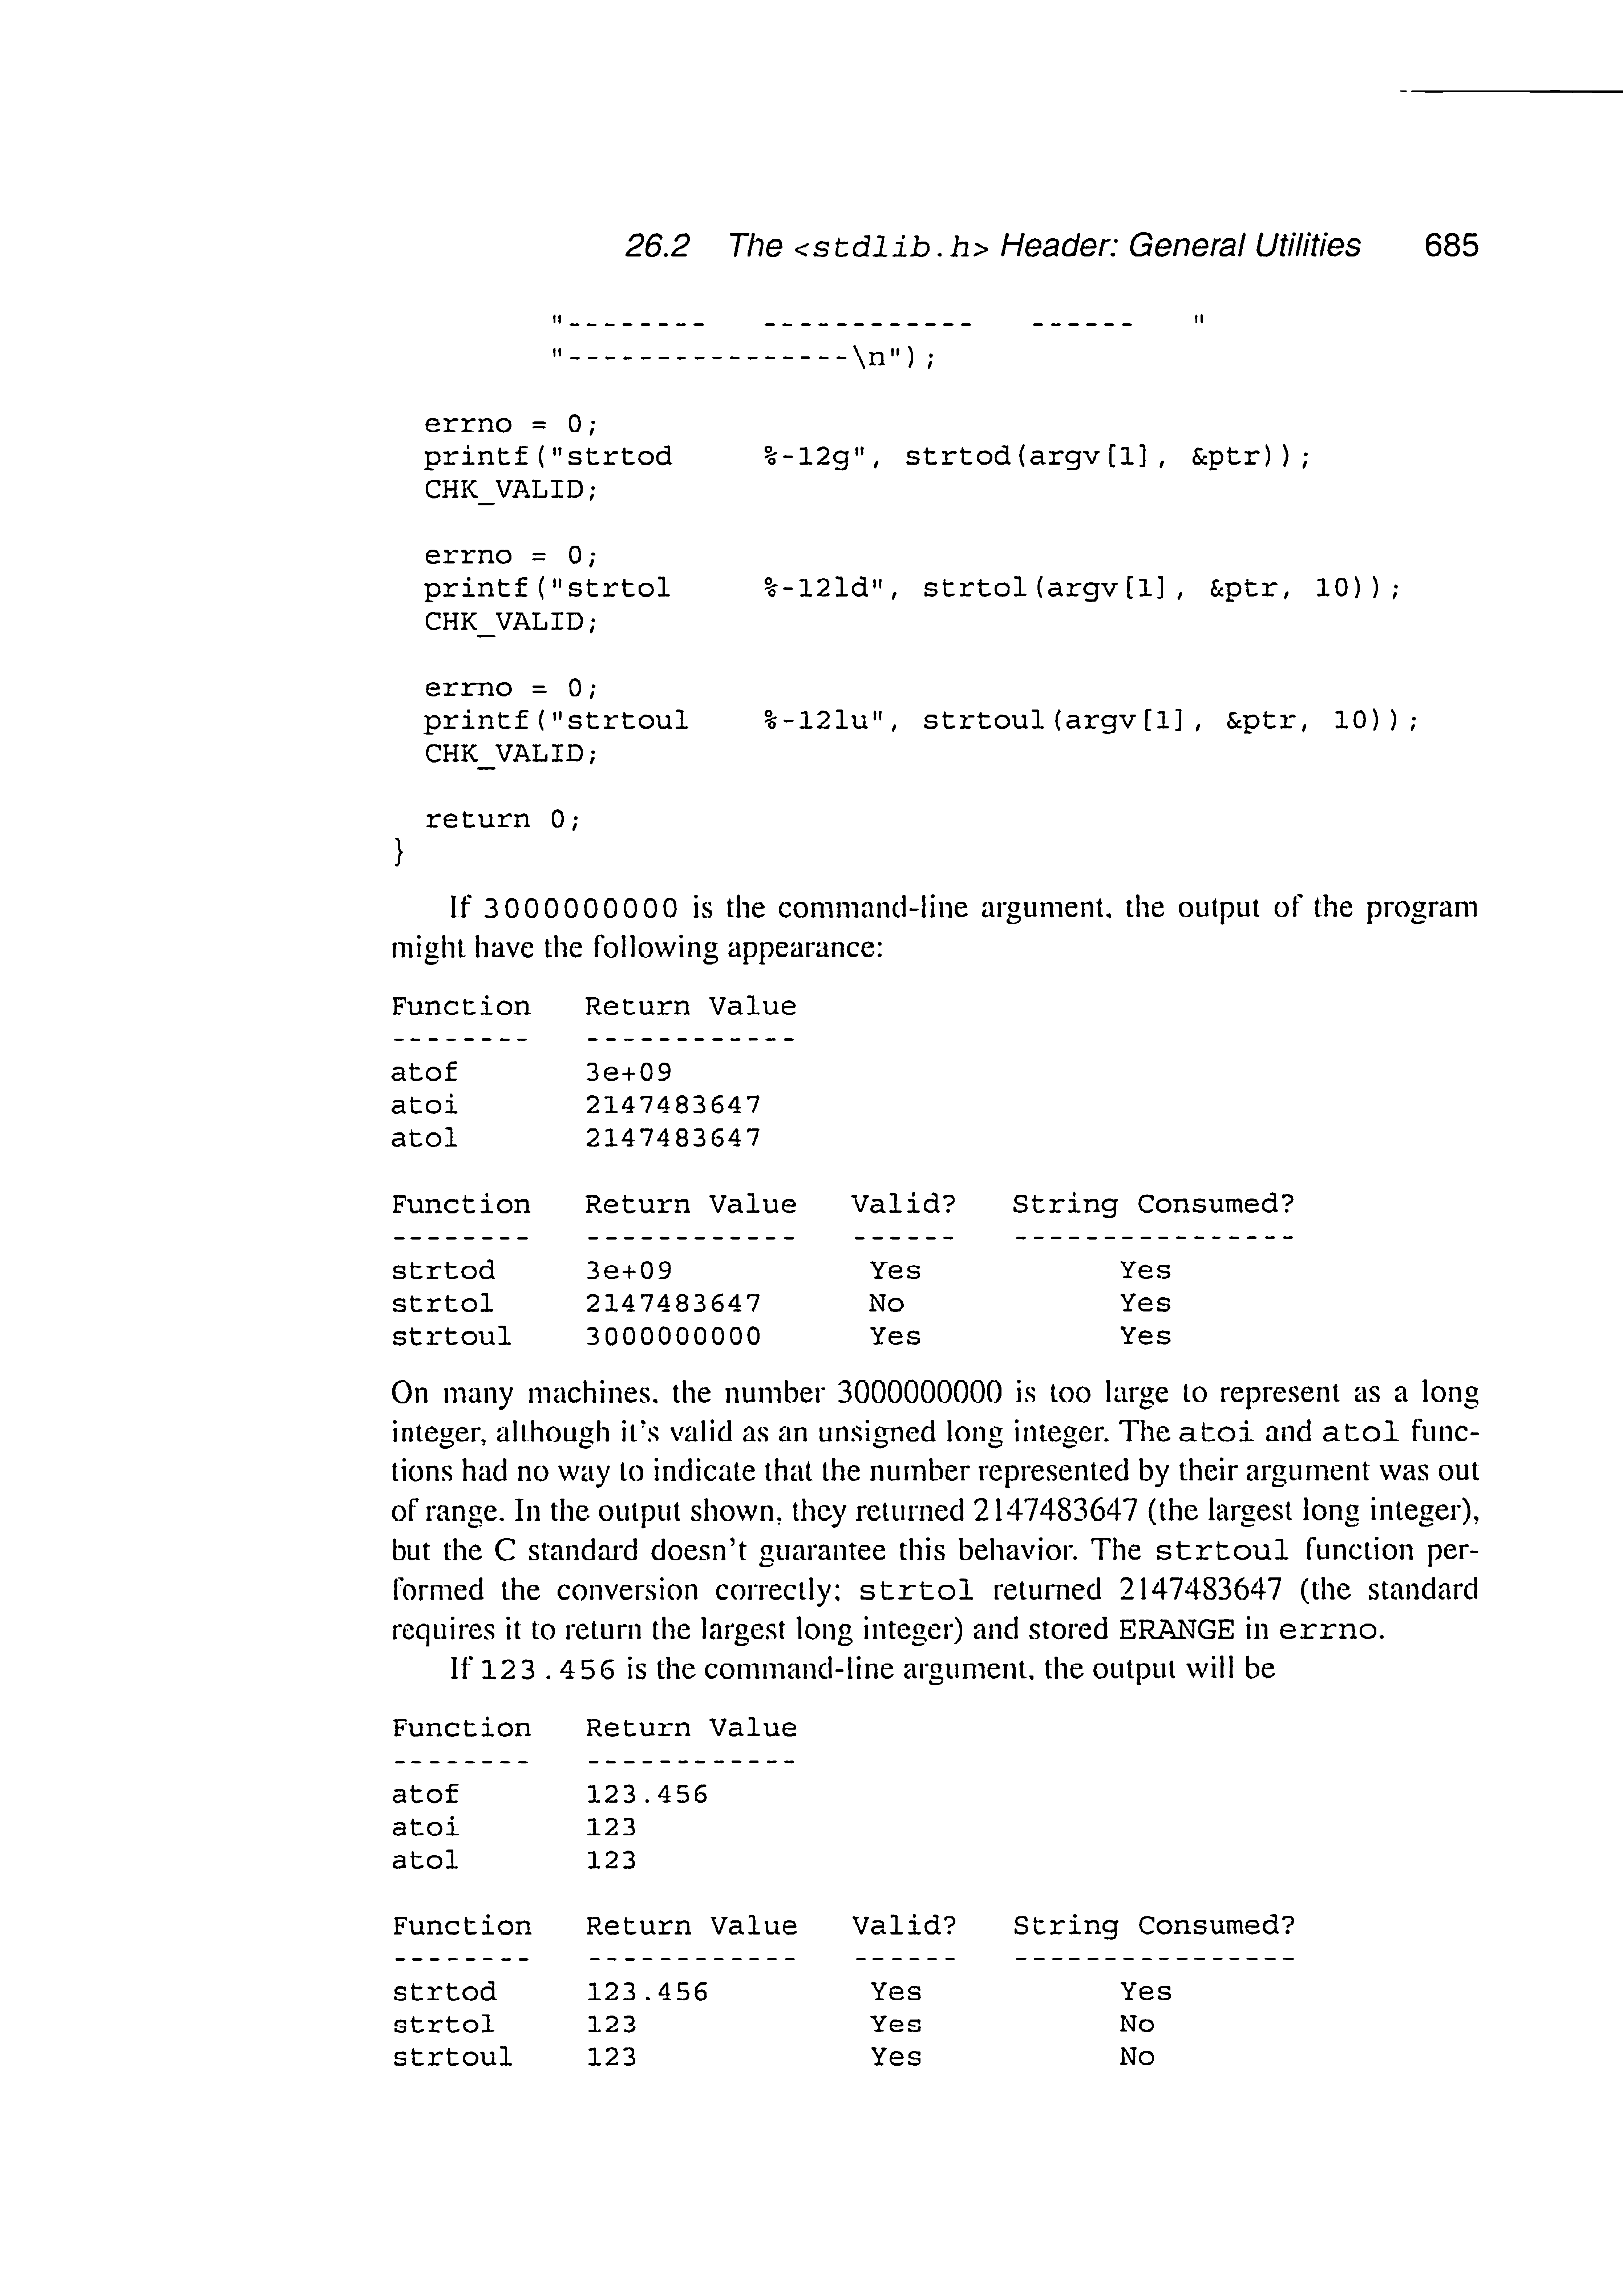 26.2 The <stdlib.h> Header: General Utilities 685
"-------- ------------ ------ "
"----------------\n");
errno = 0;
printf("strtod %-12g", strtod(argv[1], &ptr));
CHK_VALID;
errno = 0;
printf("strtol %-12ld", strtol(argv[1], &ptr, 10));
CHK_VALID;
errno = 0;
printf("strtoul %-12lu", strtoul(argv[1], &ptr, 10));
CHK_VALID;
return 0;
}
If 3000000000 is the command-line argument, the output of the program
might have the following appearance:
Function Return Value
-------- ------------
atof 3e+09
atoi 2147483647
atol 2147483647
Function Return Value Valid? String Consumed?
-------- ------------ ------ ----------------
strtod 3e+09 Yes Yes
strtol 2147483647 No Yes
strtoul 3000000000 Yes Yes
On many machines, the number 3000000000 is too large to represent as a long
integer, although it's valid as an unsigned long integer. The atoi and atol func-
tions had no way to indicate that the number represented by their argument was out
of range. In the output shown, they returned 2147483647 (the largest long integer),
but the C standard doesn't guarantee this behavior. The strtoul function per-
formed the conversion correctly; strtol returned 2147483647 (the standard
requires it to return the largest long integer) and stored ERANGE in errno.
If 123.456 is the command-line argument, the output will be
Function Return Value
-------- ------------
atof 123.456
atoi 123
atol 123
Function Return Value Valid? String Consumed?
-------- ------------ ------ ----------------
strtod 123.456 Yes Yes
strtol 123 Yes No
strtoul 123 Yes No